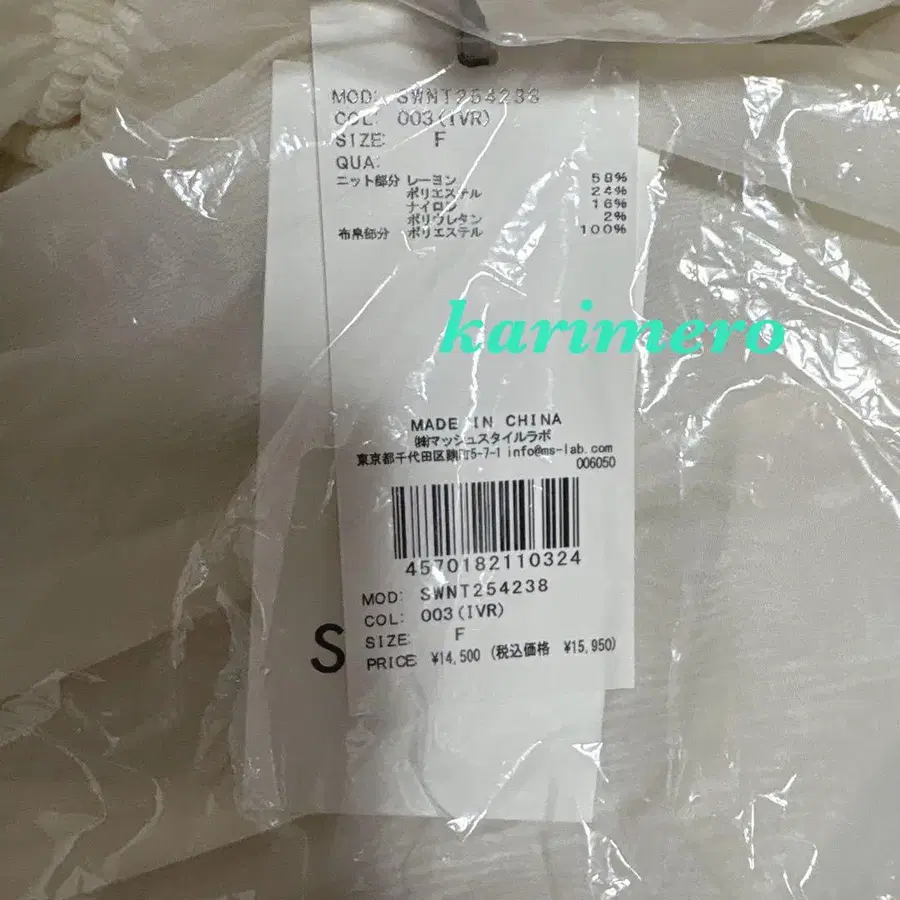 MOD: SWNT254238
COL: 003(IVR)
SIZE: F
QUA:
ニット部分 レーヨン 58%
ポリエステル 24%
ナイロン 16%
ポリウレタン 2%
布帛部分 ポリエステル 100%
karimero
MADE IN CHINA
㈱マッシュスタイルラボ
東京都千代田区麹町5-7-1 info@ms-lab.com
006050
4570182110324
MOD: SWNT254238
COL: 003(IVR)
SIZE: F
S
PRICE: ¥14,500 (税込価格 ¥15,950)